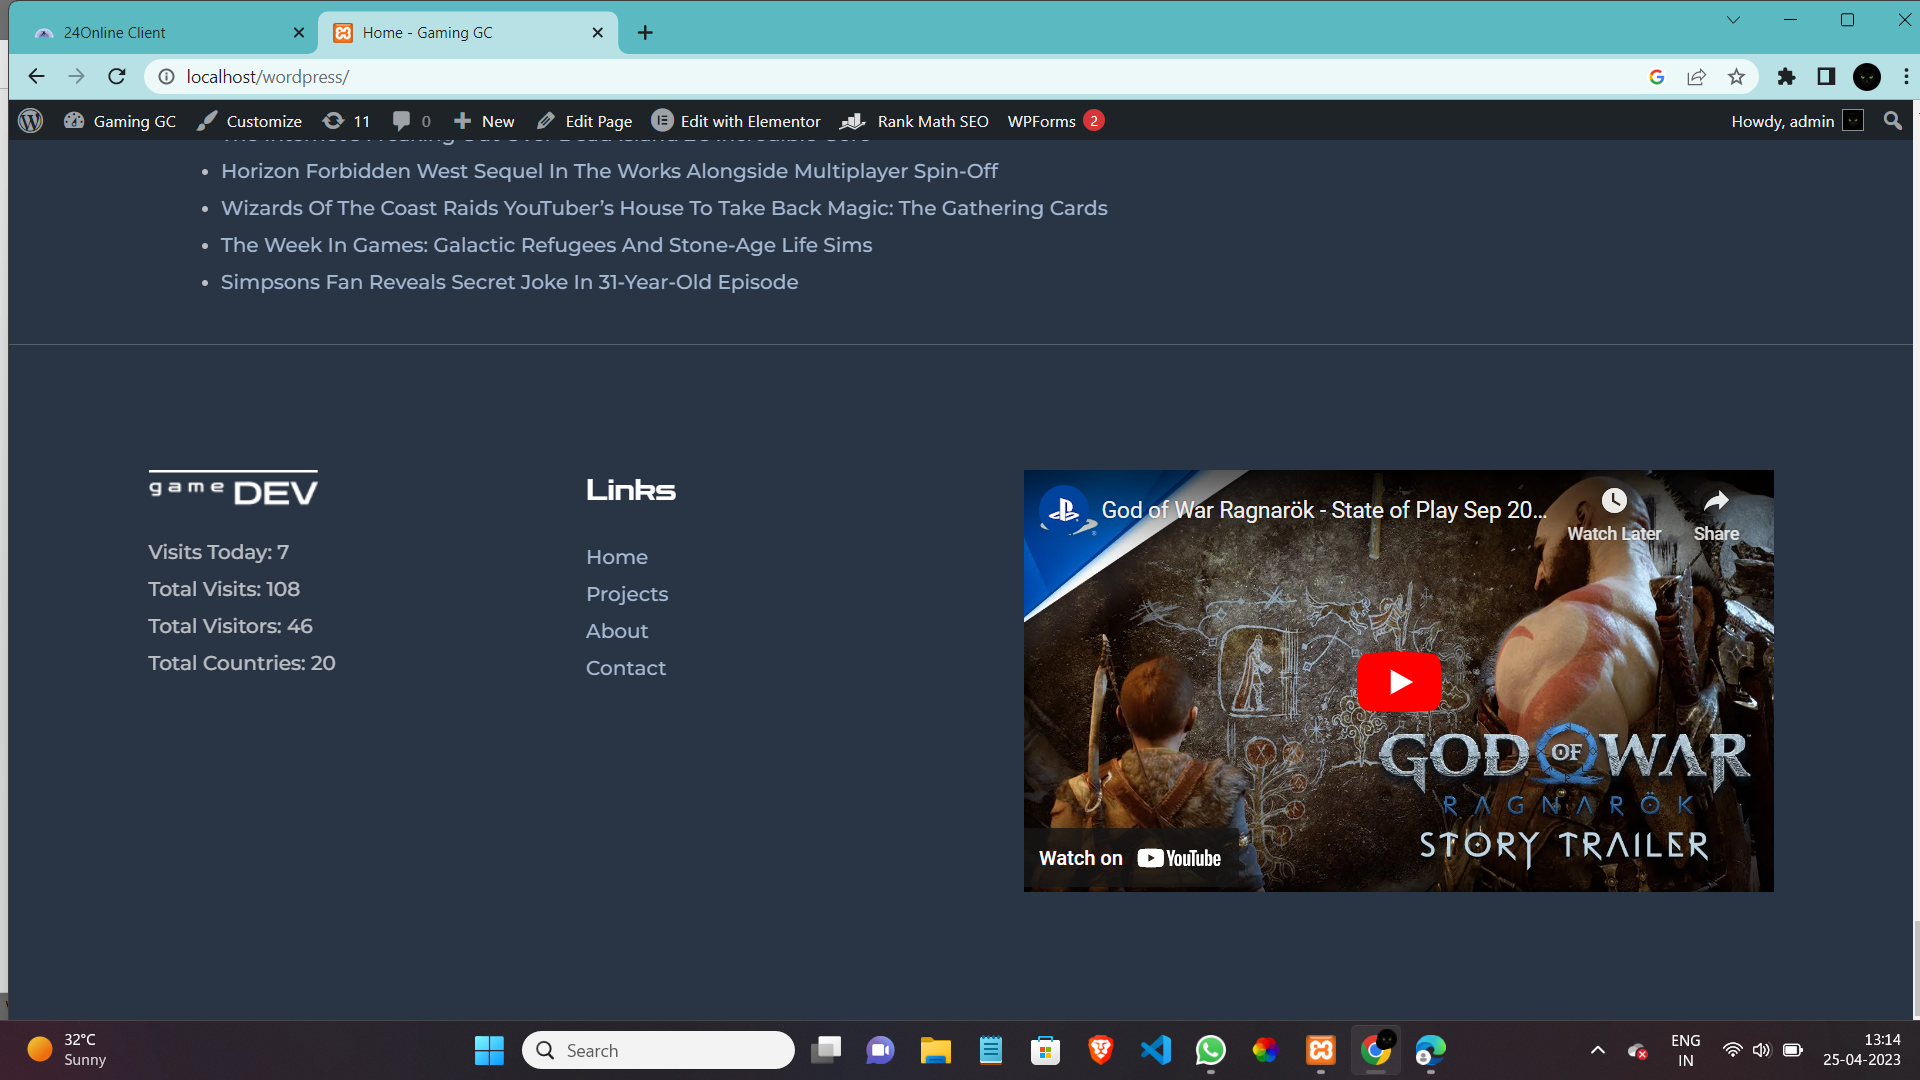 24Online Client
Home - Gaming GC
localhost/wordpress/
Gaming GC
Customize
11
0
New
Edit Page
Edit with Elementor
Rank Math SEO
WPForms 2
Howdy, admin
Horizon Forbidden West Sequel In The Works Alongside Multiplayer Spin-Off
Wizards Of The Coast Raids YouTuber’s House To Take Back Magic: The Gathering Cards
The Week In Games: Galactic Refugees And Stone-Age Life Sims
Simpsons Fan Reveals Secret Joke In 31-Year-Old Episode
game DEV
Visits Today: 7
Total Visits: 108
Total Visitors: 46
Total Countries: 20
Links
Home
Projects
About
Contact
God of War Ragnarök - State of Play Sep 20...
Watch Later
Share
GOD OF WAR
RAGNARÖK
STORY TRAILER
Watch on YouTube
32°C
Sunny
Search
ENG
IN
13:14
25-04-2023